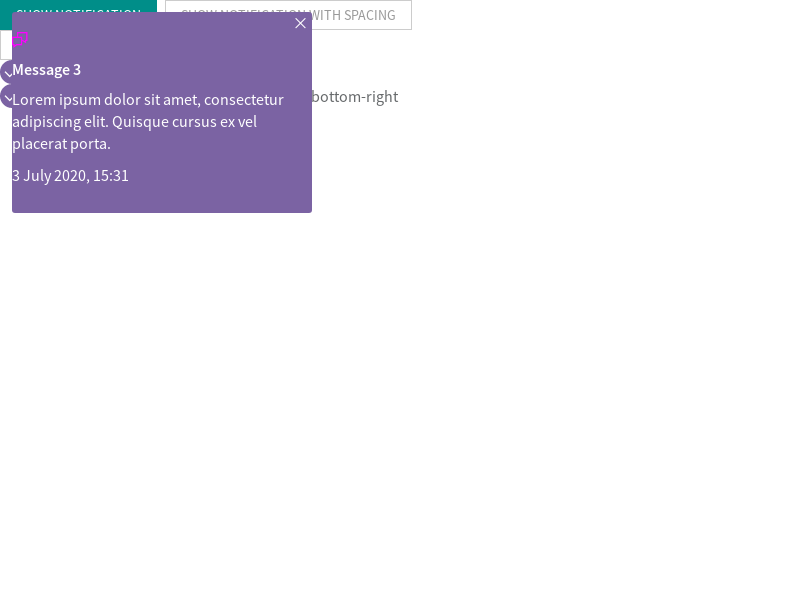 SHOW NOTIFICATION SHOW NOTIFICATION WITH SPACING
Message 3
Lorem ipsum dolor sit amet, consectetur
adipiscing elit. Quisque cursus ex vel
placerat porta.
3 July 2020, 15:31
bottom-right